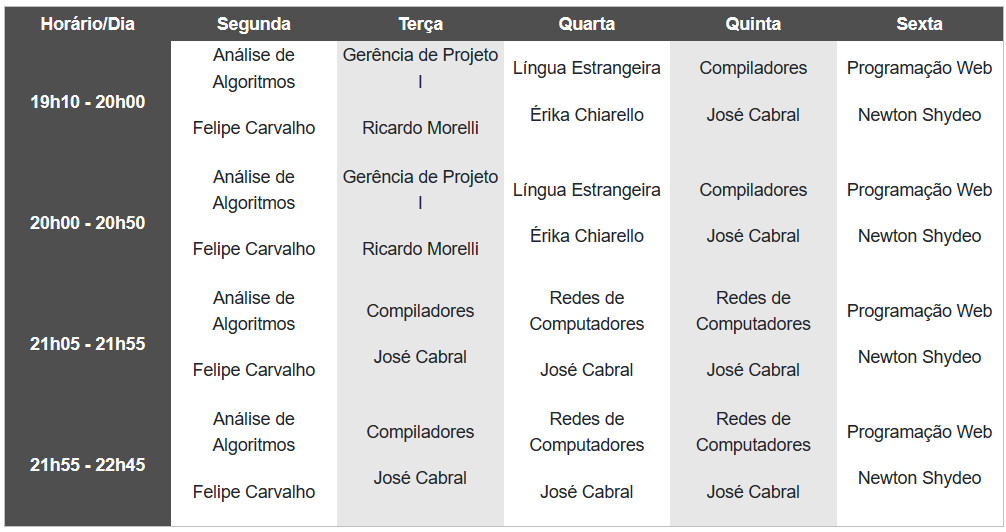 Horário/Dia Segunda Terça Quarta Quinta Sexta
19h10 - 20h00
Análise de
Algoritmos
Felipe Carvalho
Gerência de Projeto
I
Ricardo Morelli
Língua Estrangeira
Érika Chiarello
Compiladores
José Cabral
Programação Web
Newton Shydeo
20h00 - 20h50
Análise de
Algoritmos
Felipe Carvalho
Gerência de Projeto
I
Ricardo Morelli
Língua Estrangeira
Érika Chiarello
Compiladores
José Cabral
Programação Web
Newton Shydeo
21h05 - 21h55
Análise de
Algoritmos
Felipe Carvalho
Compiladores
José Cabral
Redes de
Computadores
José Cabral
Redes de
Computadores
José Cabral
Programação Web
Newton Shydeo
21h55 - 22h45
Análise de
Algoritmos
Felipe Carvalho
Compiladores
José Cabral
Redes de
Computadores
José Cabral
Redes de
Computadores
José Cabral
Programação Web
Newton Shydeo